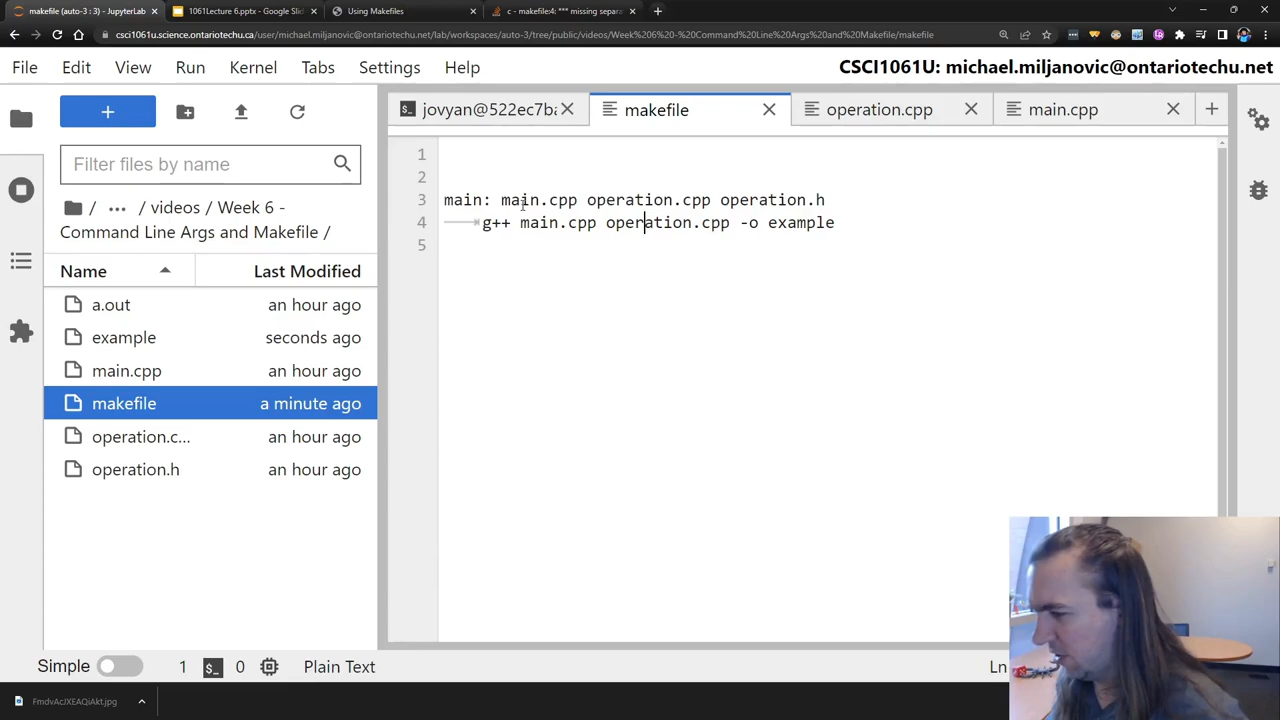 makefile (auto-3 : 3) - JupyterLab
1061Lecture 6.pptx - Google Slid
Using Makefiles
c - makefile:4: *** missing separa
csci1061u.science.ontariotechu.ca/user/michael.miljanovic@ontariotechu.net/lab/workspaces/auto-3/tree/public/videos/Week%206%20-%20Command%20Line%20Args%20and%20Makefile/makefile
File Edit View Run Kernel Tabs Settings Help
CSCI1061U: michael.miljanovic@ontariotechu.net
+
Filter files by name
/ ... / videos / Week 6 -
Command Line Args and Makefile /
Name Last Modified
a.out an hour ago
example seconds ago
main.cpp an hour ago
makefile a minute ago
operation.c... an hour ago
operation.h an hour ago
jovyan@522ec7ba
makefile
operation.cpp
main.cpp
1
2
3 main: main.cpp operation.cpp operation.h
4 g++ main.cpp operation.cpp -o example
5
Simple 1 0 Plain Text
Ln
FmdvAcJXEAQiAkt.jpg